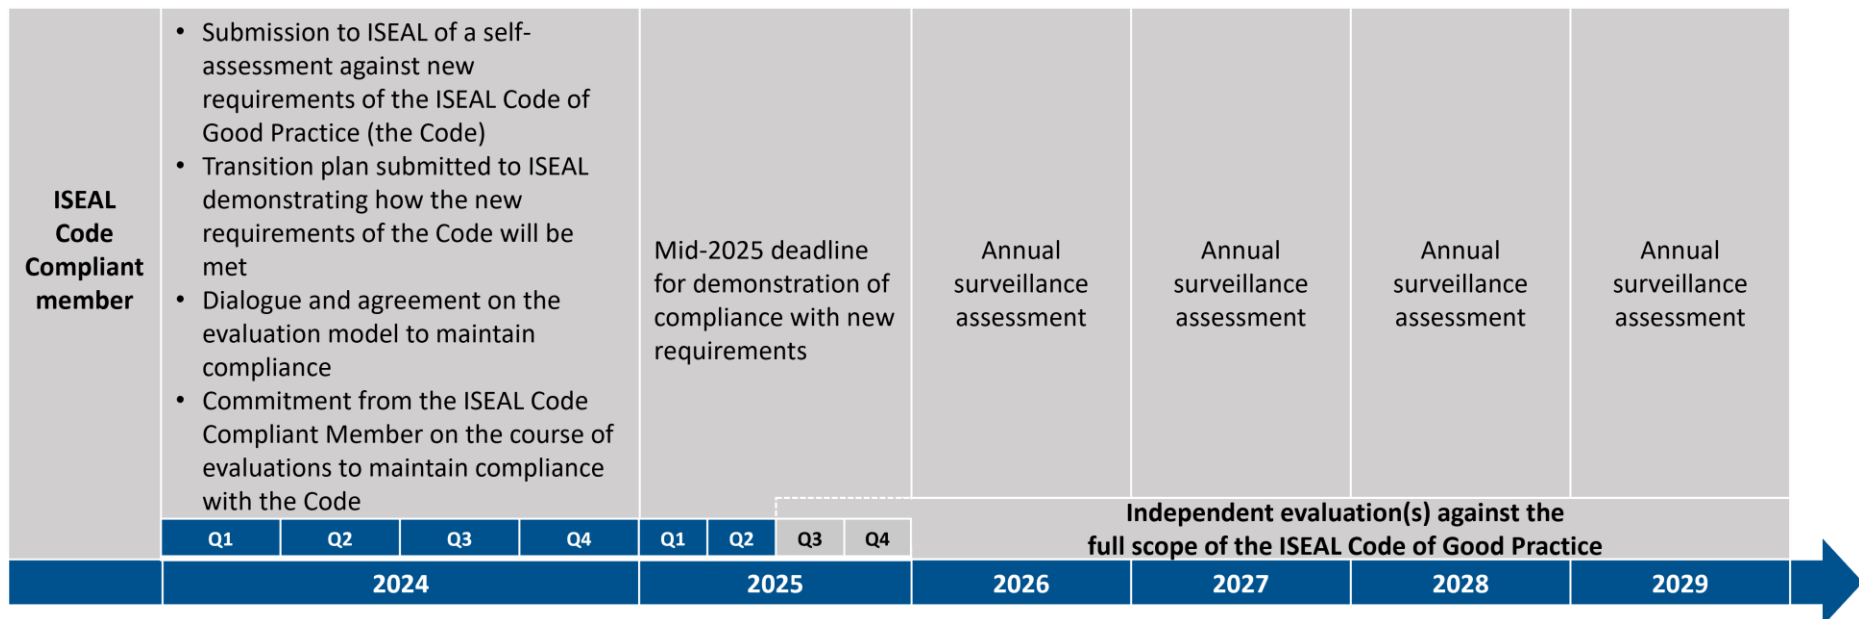 ISEAL
Code
Compliant
member
• Submission to ISEAL of a self-
assessment against new
requirements of the ISEAL Code of
Good Practice (the Code)
• Transition plan submitted to ISEAL
demonstrating how the new
requirements of the Code will be
met
• Dialogue and agreement on the
evaluation model to maintain
compliance
• Commitment from the ISEAL Code
Compliant Member on the course of
evaluations to maintain compliance
with the Code
Mid-2025 deadline
for demonstration of
compliance with new
requirements
Annual
surveillance
assessment
Annual
surveillance
assessment
Annual
surveillance
assessment
Annual
surveillance
assessment
Independent evaluation(s) against the
full scope of the ISEAL Code of Good Practice
Q1 Q2 Q3 Q4 Q1 Q2 Q3 Q4
2024 2025 2026 2027 2028 2029